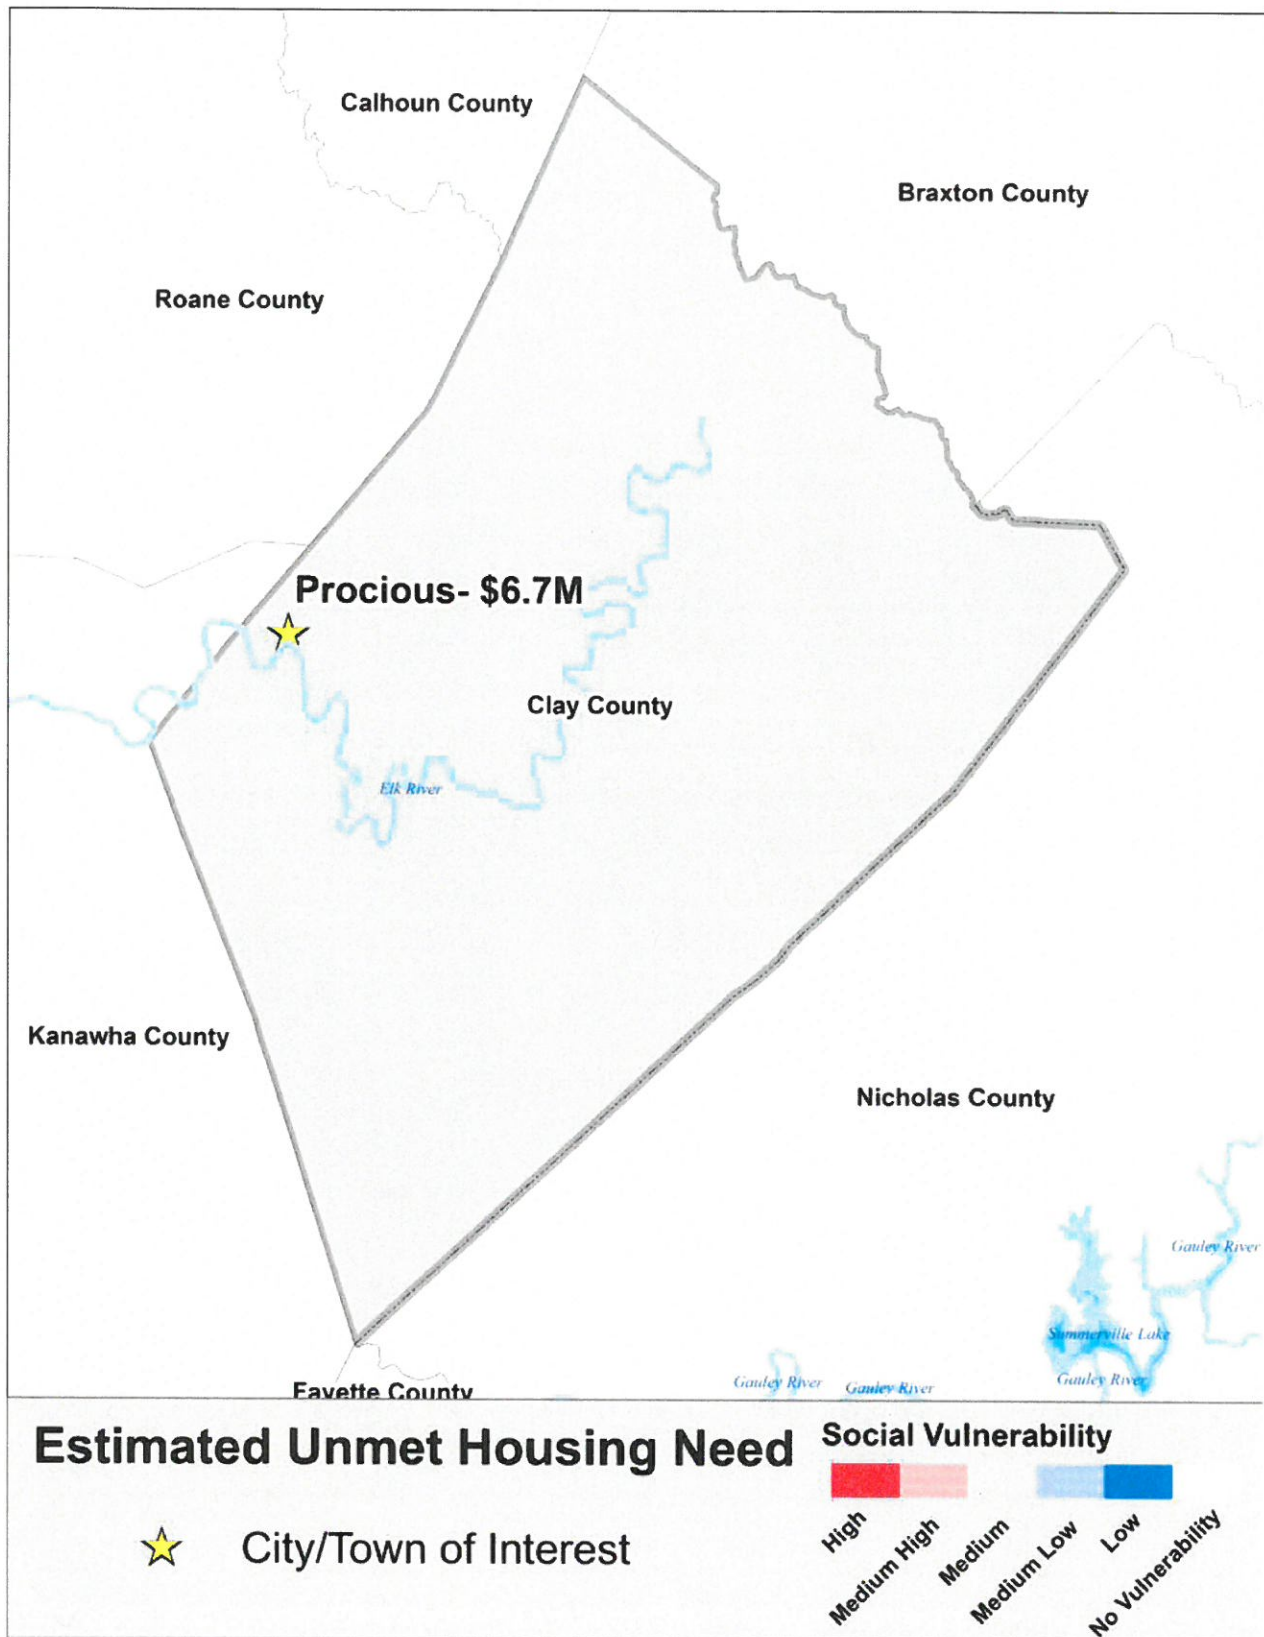 Calhoun County
Braxton County
Roane County
Procious- $6.7M
Clay County
Elk River
Kanawha County
Nicholas County
Gauley River
Summerville Lake
Gauley River
Gauley River
Gauley River
Fayette County
Estimated Unmet Housing Need
City/Town of Interest
Social Vulnerability
High
Medium High
Medium
Medium Low
Low
No Vulnerability